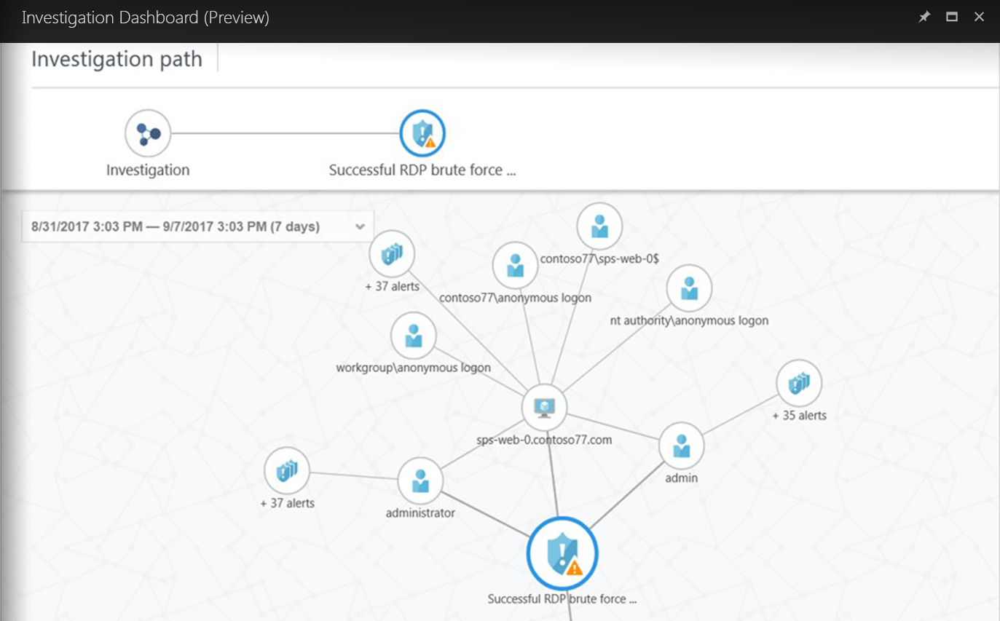 Investigation Dashboard (Preview)
Investigation path
Investigation
Successful RDP brute force ...
8/31/2017 3:03 PM — 9/7/2017 3:03 PM (7 days)
contoso77\sps-web-0$
+ 37 alerts
contoso77\anonymous logon
nt authority\anonymous logon
workgroup\anonymous logon
+ 35 alerts
sps-web-0.contoso77.com
admin
+ 37 alerts
administrator
Successful RDP brute force ...